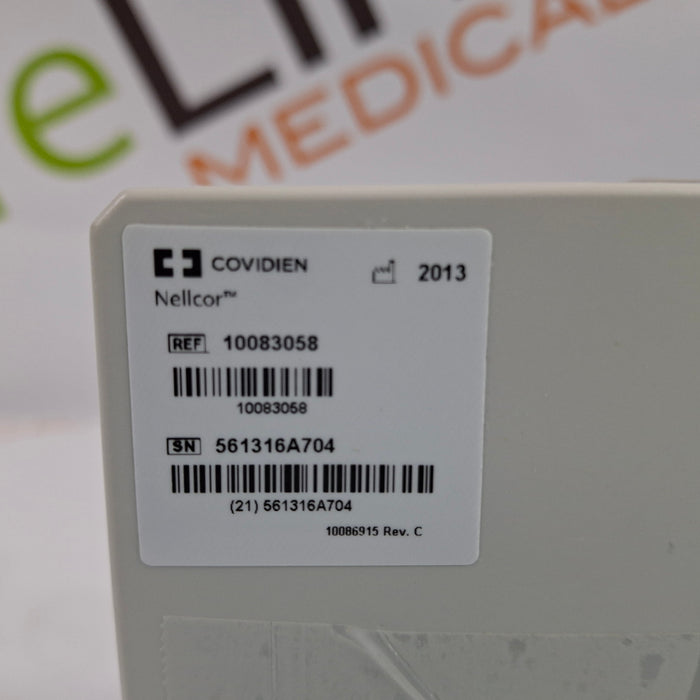 MEDICAL
COVIDIEN
2013
Nellcor™
REF 10083058
10083058
SN 561316A704
(21) 561316A704
10086915 Rev. C